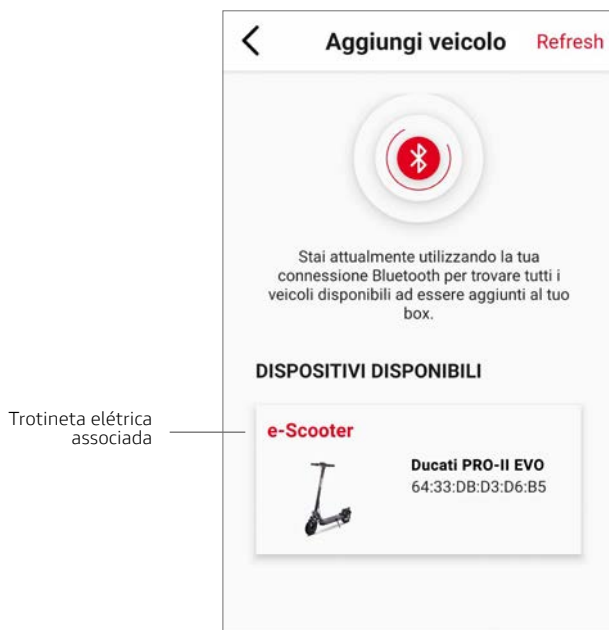 Aggiungi veicolo Refresh
Stai attualmente utilizzando la tua
connessione Bluetooth per trovare tutti i
veicoli disponibili ad essere aggiunti al tuo
box.
DISPOSITIVI DISPONIBILI
Trotineta elétrica
associada
e-Scooter
Ducati PRO-II EVO
64:33:DB:D3:D6:B5